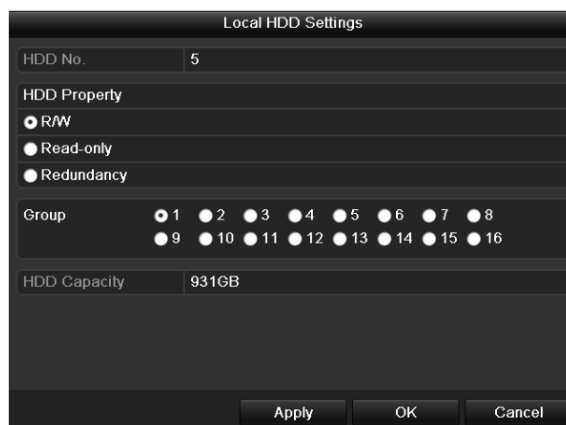 Local HDD Settings
HDD No. 5
HDD Property
R/W
Read-only
Redundancy
Group 1 2 3 4 5 6 7 8
9 10 11 12 13 14 15 16
HDD Capacity 931GB
Apply OK Cancel